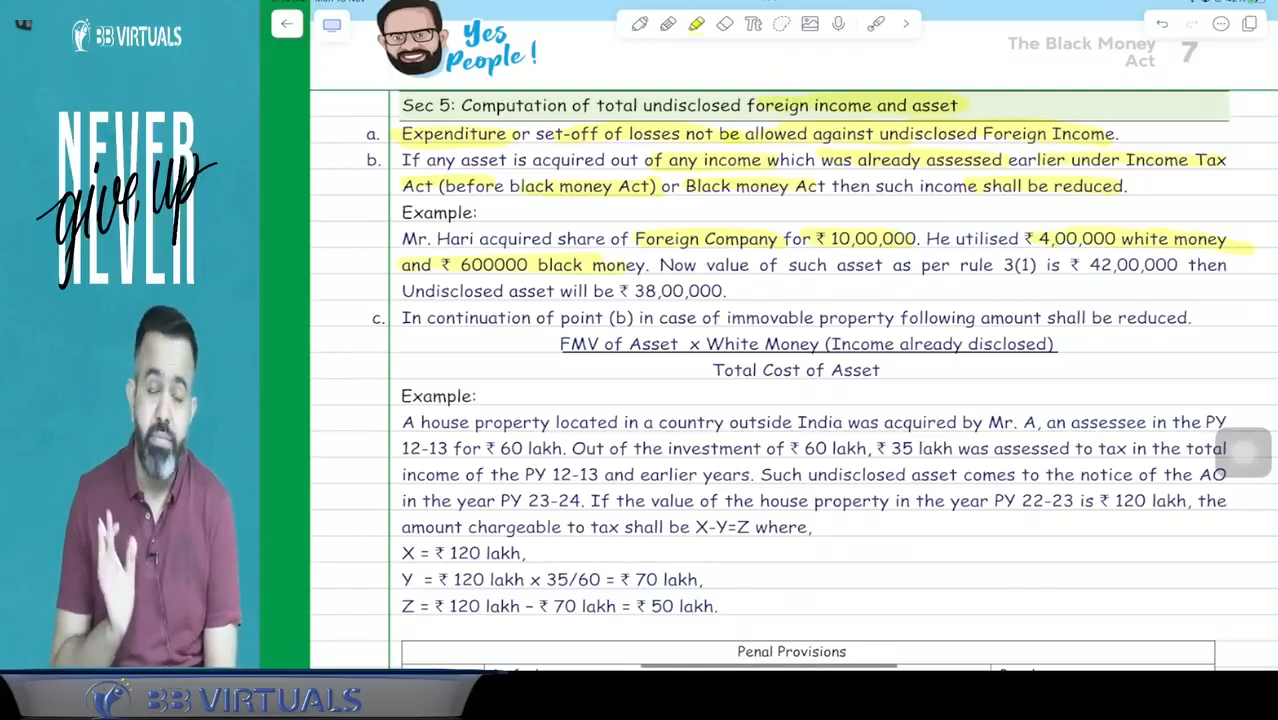 BB VIRTUALS
NEVER
give up
NEVER
Yes
People !
The Black Money
Act
7
Sec 5: Computation of total undisclosed foreign income and asset
a. Expenditure or set-off of losses not be allowed against undisclosed Foreign Income.
b. If any asset is acquired out of any income which was already assessed earlier under Income Tax
Act (before black money Act) or Black money Act then such income shall be reduced.
Example:
Mr. Hari acquired share of Foreign Company for ₹ 10,00,000. He utilised ₹ 4,00,000 white money
and ₹ 600000 black money. Now value of such asset as per rule 3(1) is ₹ 42,00,000 then
Undisclosed asset will be ₹ 38,00,000.
c. In continuation of point (b) in case of immovable property following amount shall be reduced.
FMV of Asset x White Money (Income already disclosed)
Total Cost of Asset
Example:
A house property located in a country outside India was acquired by Mr. A, an assessee in the PY
12-13 for ₹ 60 lakh. Out of the investment of ₹ 60 lakh, ₹ 35 lakh was assessed to tax in the total
income of the PY 12-13 and earlier years. Such undisclosed asset comes to the notice of the AO
in the year PY 23-24. If the value of the house property in the year PY 22-23 is ₹ 120 lakh, the
amount chargeable to tax shall be X-Y=Z where,
X = ₹ 120 lakh,
Y = ₹ 120 lakh x 35/60 = ₹ 70 lakh,
Z = ₹ 120 lakh – ₹ 70 lakh = ₹ 50 lakh.
Penal Provisions
BB VIRTUALS